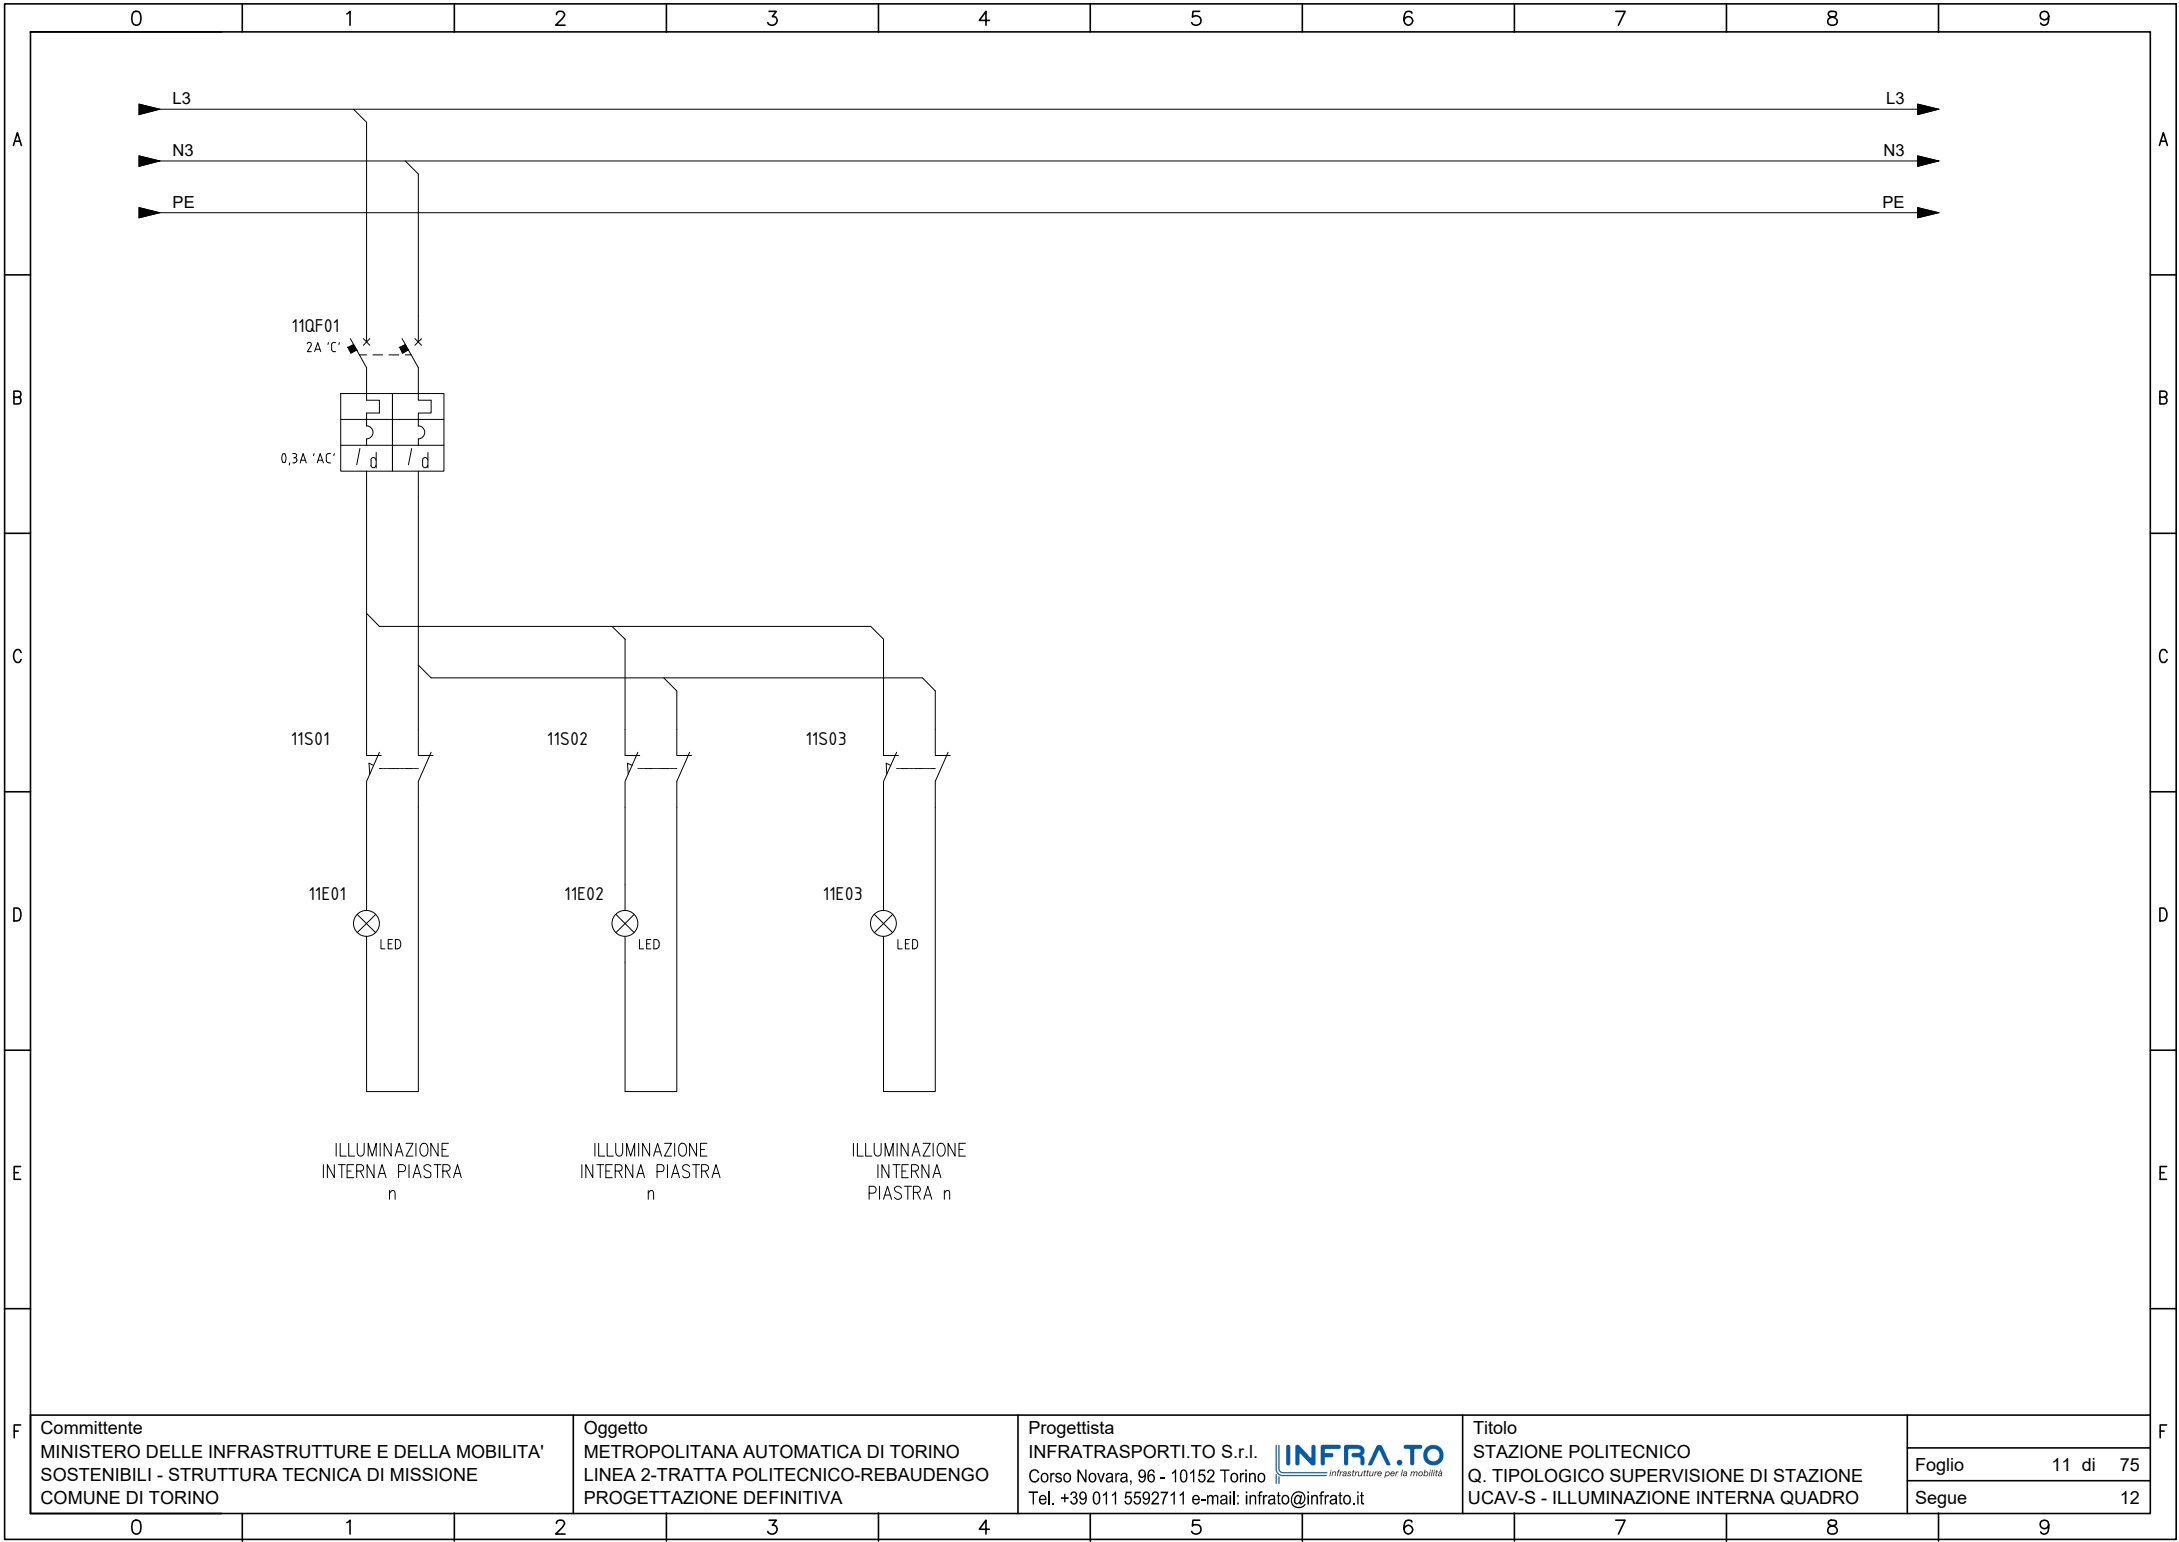 0 1 2 3 4 5 6 7 8 9
L3 L3
A A
N3 N3
PE PE
11QF01
2A 'C'
B B
0,3A 'AC' / d / d
C C
11S01 11S02 11S03
11E01 11E02 11E03
D D
LED LED LED
ILLUMINAZIONE
INTERNA PIASTRA
n
ILLUMINAZIONE
INTERNA PIASTRA
n
ILLUMINAZIONE
INTERNA
PIASTRA n
E E
F F
Committente
MINISTERO DELLE INFRASTRUTTURE E DELLA MOBILITA'
SOSTENIBILI - STRUTTURA TECNICA DI MISSIONE
COMUNE DI TORINO
Oggetto
METROPOLITANA AUTOMATICA DI TORINO
LINEA 2-TRATTA POLITECNICO-REBAUDENGO
PROGETTAZIONE DEFINITIVA
Progettista
INFRATRASPORTI.TO S.r.l.
Corso Novara, 96 - 10152 Torino
Tel. +39 011 5592711 e-mail: infrato@infrato.it
INFRA.TO
infrastrutture per la mobilità
Titolo
STAZIONE POLITECNICO
Q. TIPOLOGICO SUPERVISIONE DI STAZIONE
UCAV-S - ILLUMINAZIONE INTERNA QUADRO
Foglio 11 di 75
Segue 12
0 1 2 3 4 5 6 7 8 9